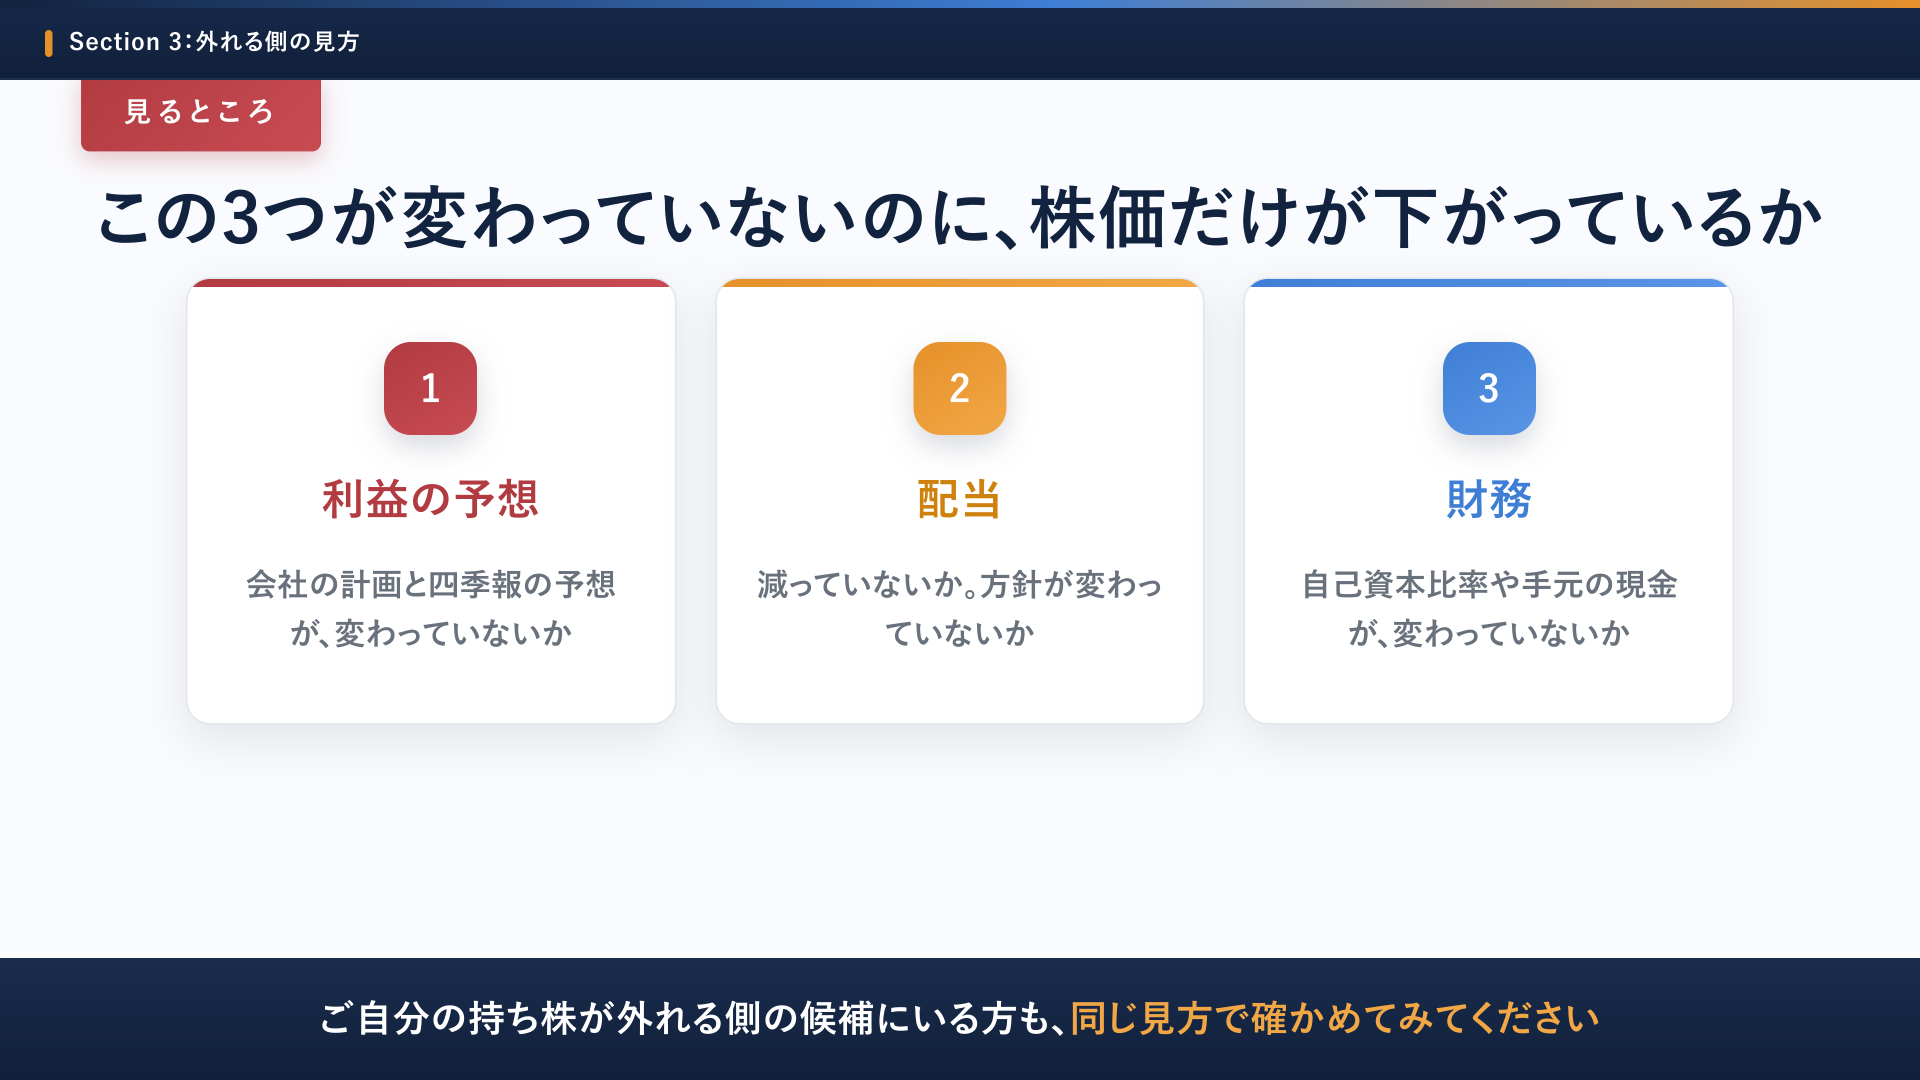 Section 3：外れる側の見方
見るところ
この3つが変わっていないのに、株価だけが下がっているか
1
利益の予想
会社の計画と四季報の予想
が、変わっていないか
2
配当
減っていないか。方針が変わっ
ていないか
3
財務
自己資本比率や手元の現金
が、変わっていないか
ご自分の持ち株が外れる側の候補にいる方も、同じ見方で確かめてみてください